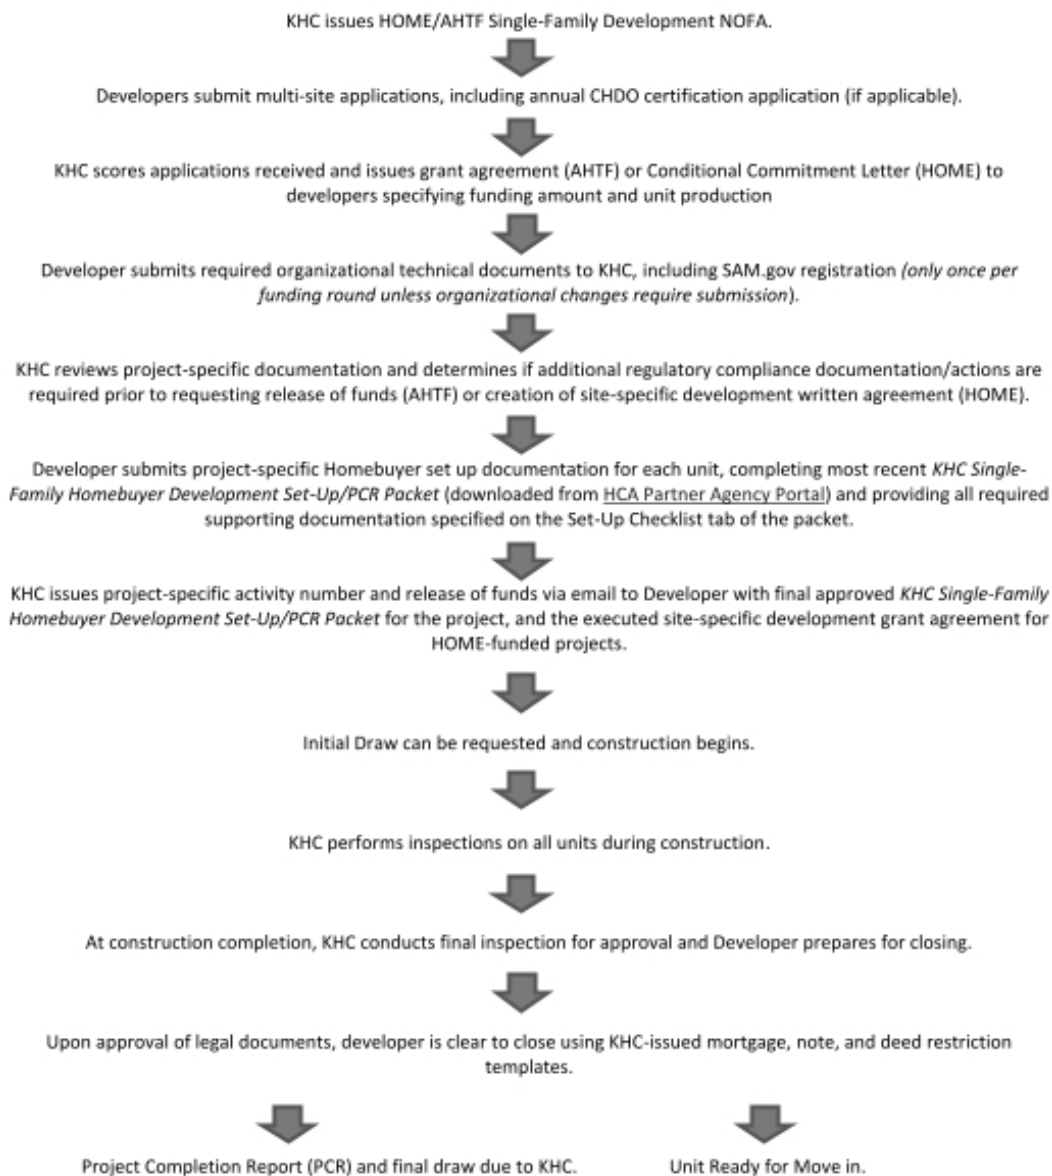 KHC issues HOME/AHTF Single-Family Development NOFA.
Developers submit multi-site applications, including annual CHDO certification application (if applicable).
KHC scores applications received and issues grant agreement (AHTF) or Conditional Commitment Letter (HOME) to
developers specifying funding amount and unit production
Developer submits required organizational technical documents to KHC, including SAM.gov registration (only once per
funding round unless organizational changes require submission).
KHC reviews project-specific documentation and determines if additional regulatory compliance documentation/actions are
required prior to requesting release of funds (AHTF) or creation of site-specific development written agreement (HOME).
Developer submits project-specific Homebuyer set up documentation for each unit, completing most recent KHC Single-
Family Homebuyer Development Set-Up/PCR Packet (downloaded from HCA Partner Agency Portal) and providing all required
supporting documentation specified on the Set-Up Checklist tab of the packet.
KHC issues project-specific activity number and release of funds via email to Developer with final approved KHC Single-Family
Homebuyer Development Set-Up/PCR Packet for the project, and the executed site-specific development grant agreement for
HOME-funded projects.
Initial Draw can be requested and construction begins.
KHC performs inspections on all units during construction.
At construction completion, KHC conducts final inspection for approval and Developer prepares for closing.
Upon approval of legal documents, developer is clear to close using KHC-issued mortgage, note, and deed restriction
templates.
Project Completion Report (PCR) and final draw due to KHC.
Unit Ready for Move in.